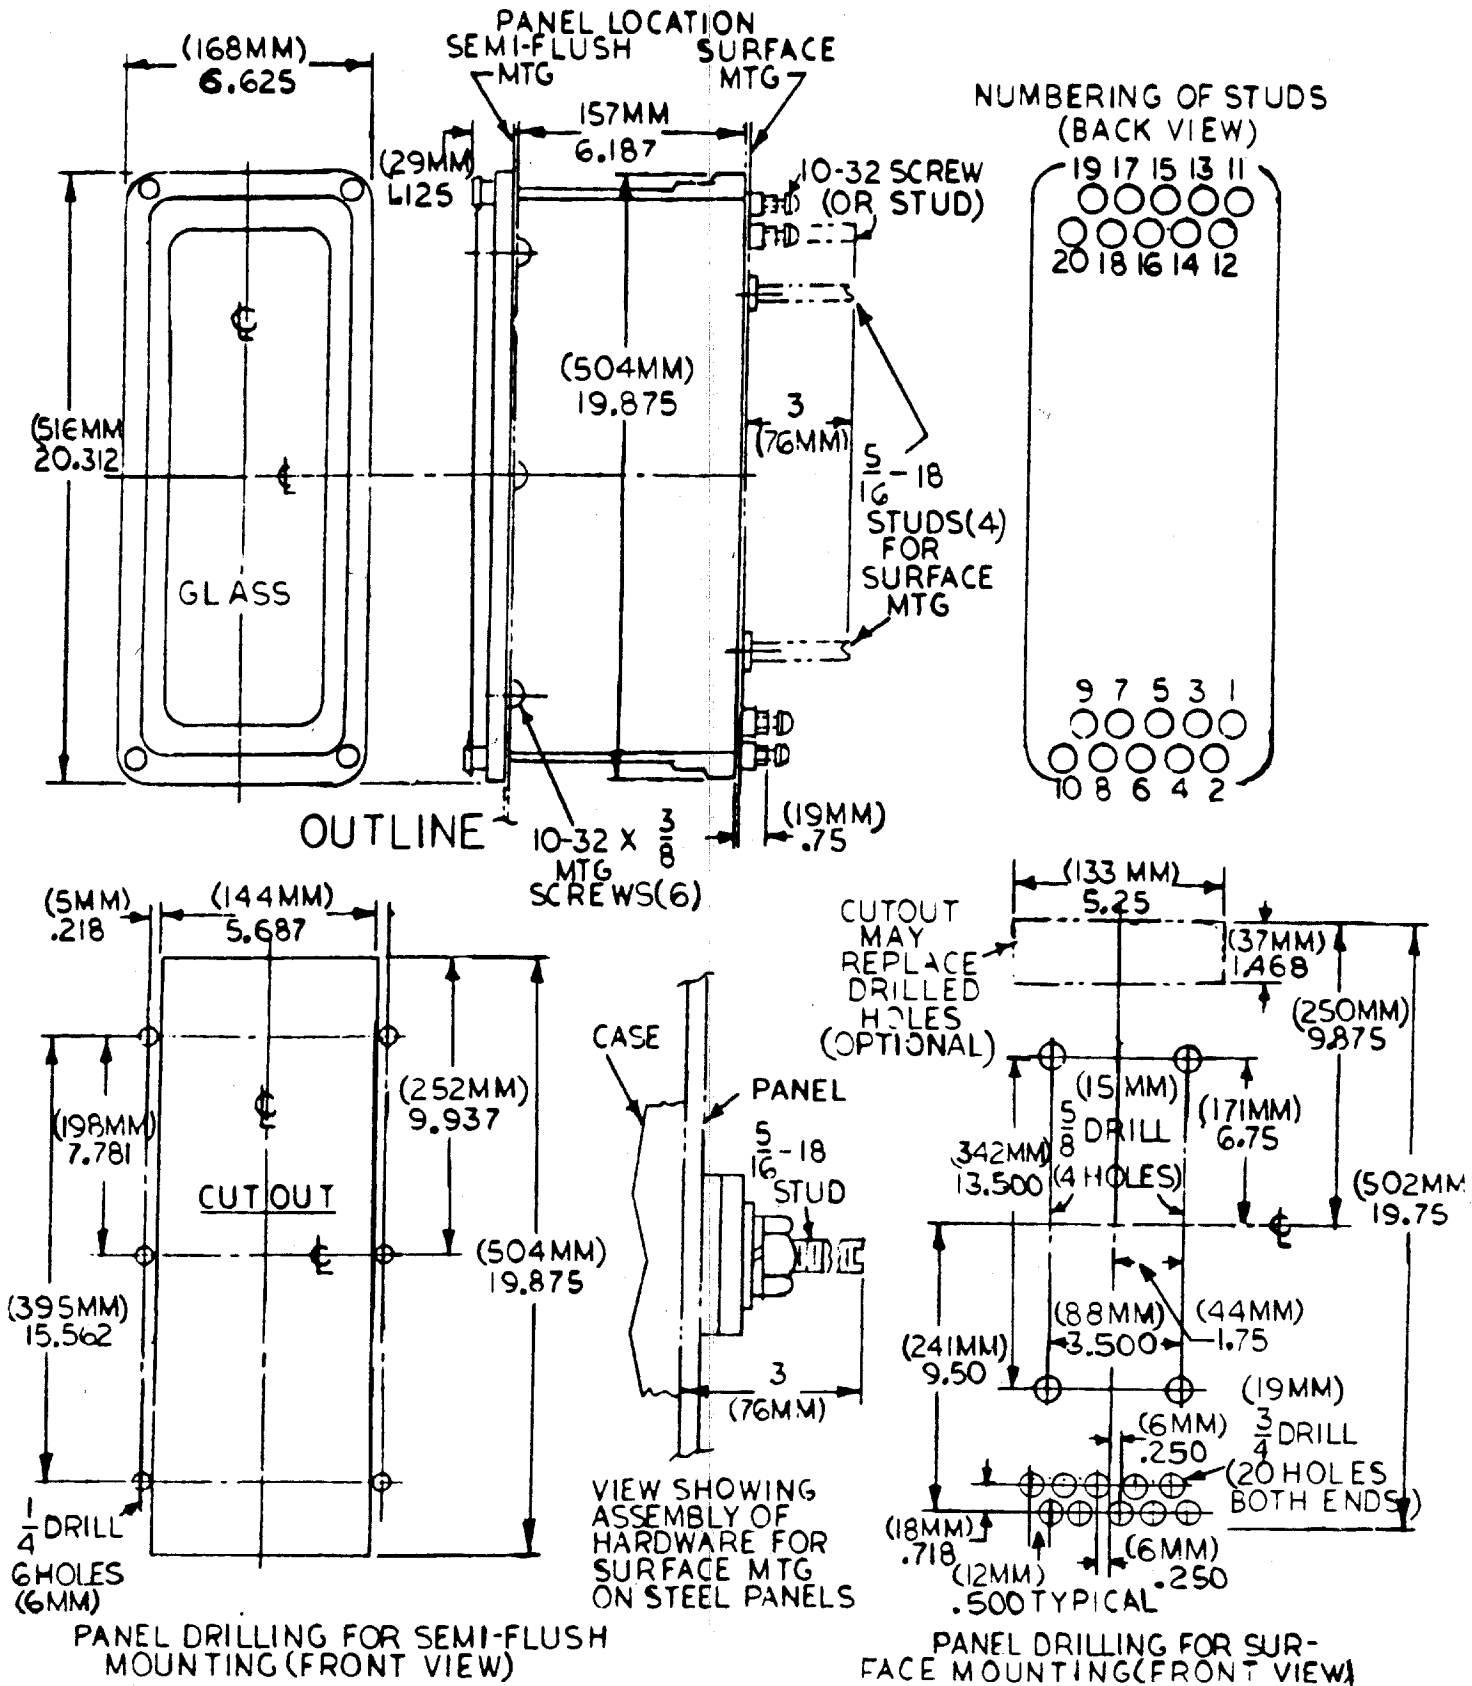 PANEL LOCATION
SEMI-FLUSH
MTG
SURFACE
MTG
(168MM)
6.625
157MM
6.187
(29MM)
1.125
10-32 SCREW
(OR STUD)
NUMBERING OF STUDS
(BACK VIEW)
19 17 15 13 11
20 18 16 14 12
(504MM)
19.875
3
(76MM)
(516MM
20.312
5/16-18
STUDS(4)
FOR
SURFACE
MTG
GLASS
9 7 5 3 1
10 8 6 4 2
OUTLINE
10-32 X 3/8
MTG
SCREWS(6)
(19MM)
.75
(5MM)
.218
(144MM)
5.687
(133 MM)
5.25
CUTOUT
MAY
REPLACE
DRILLED
HOLES
(OPTIONAL)
(37MM)
1.468
(250MM)
9.875
CASE
PANEL
(252MM)
9.937
(198MM)
7.781
(15MM)
5/8 DRILL
(4 HOLES)
(171MM)
6.75
(342MM)
13.500
5/16-18
STUD
CUTOUT
(502MM
19.75
(504MM)
19.875
(395MM)
15.562
(88MM)
3.500
(44MM)
1.75
(241MM)
9.50
3
(76MM)
(6MM)
.250
(19MM)
3/4 DRILL
(20 HOLES
BOTH ENDS)
1/4 DRILL
6 HOLES
(6MM)
VIEW SHOWING
ASSEMBLY OF
HARDWARE FOR
SURFACE MTG
ON STEEL PANELS
(18MM)
.718
(12MM)
.500 TYPICAL
(6MM)
.250
PANEL DRILLING FOR SEMI-FLUSH
MOUNTING (FRONT VIEW)
PANEL DRILLING FOR SUR-
FACE MOUNTING (FRONT VIEW)